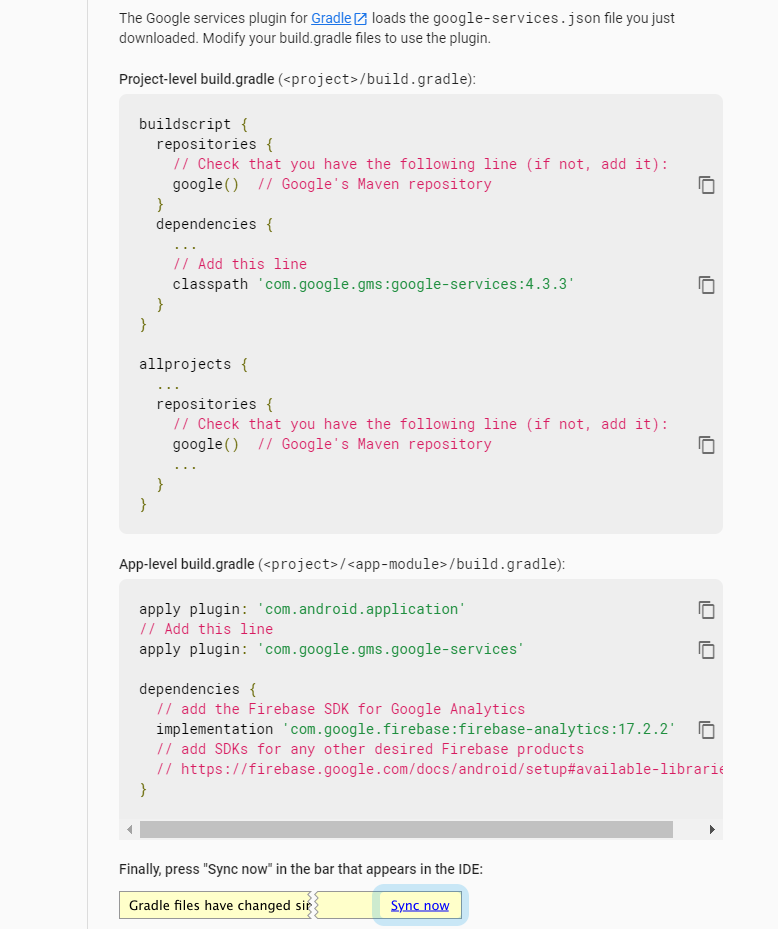 The Google services plugin for Gradle loads the google-services.json file you just
downloaded. Modify your build.gradle files to use the plugin.
Project-level build.gradle (<project>/build.gradle):
buildscript {
  repositories {
    // Check that you have the following line (if not, add it):
    google()  // Google's Maven repository
  }
  dependencies {
    ...
    // Add this line
    classpath 'com.google.gms:google-services:4.3.3'
  }
}
allprojects {
  ...
  repositories {
    // Check that you have the following line (if not, add it):
    google()  // Google's Maven repository
    ...
  }
}
App-level build.gradle (<project>/<app-module>/build.gradle):
apply plugin: 'com.android.application'
// Add this line
apply plugin: 'com.google.gms.google-services'
dependencies {
  // add the Firebase SDK for Google Analytics
  implementation 'com.google.firebase:firebase-analytics:17.2.2'
  // add SDKs for any other desired Firebase products
  // https://firebase.google.com/docs/android/setup#available-librarie
}
Finally, press "Sync now" in the bar that appears in the IDE:
Gradle files have changed sin Sync now